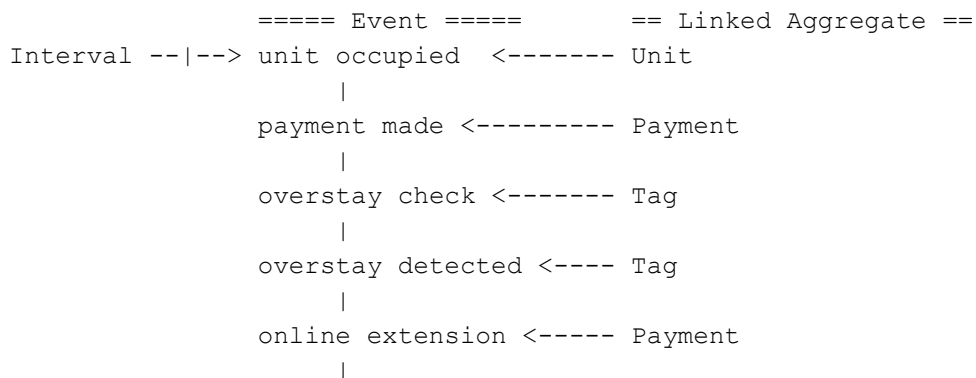 ===== Event =====      == Linked Aggregate ==
Interval --|--> unit occupied  <------- Unit
                     |
                payment made <--------- Payment
                     |
                overstay check <------- Tag
                     |
                overstay detected <---- Tag
                     |
                online extension <----- Payment
                     |